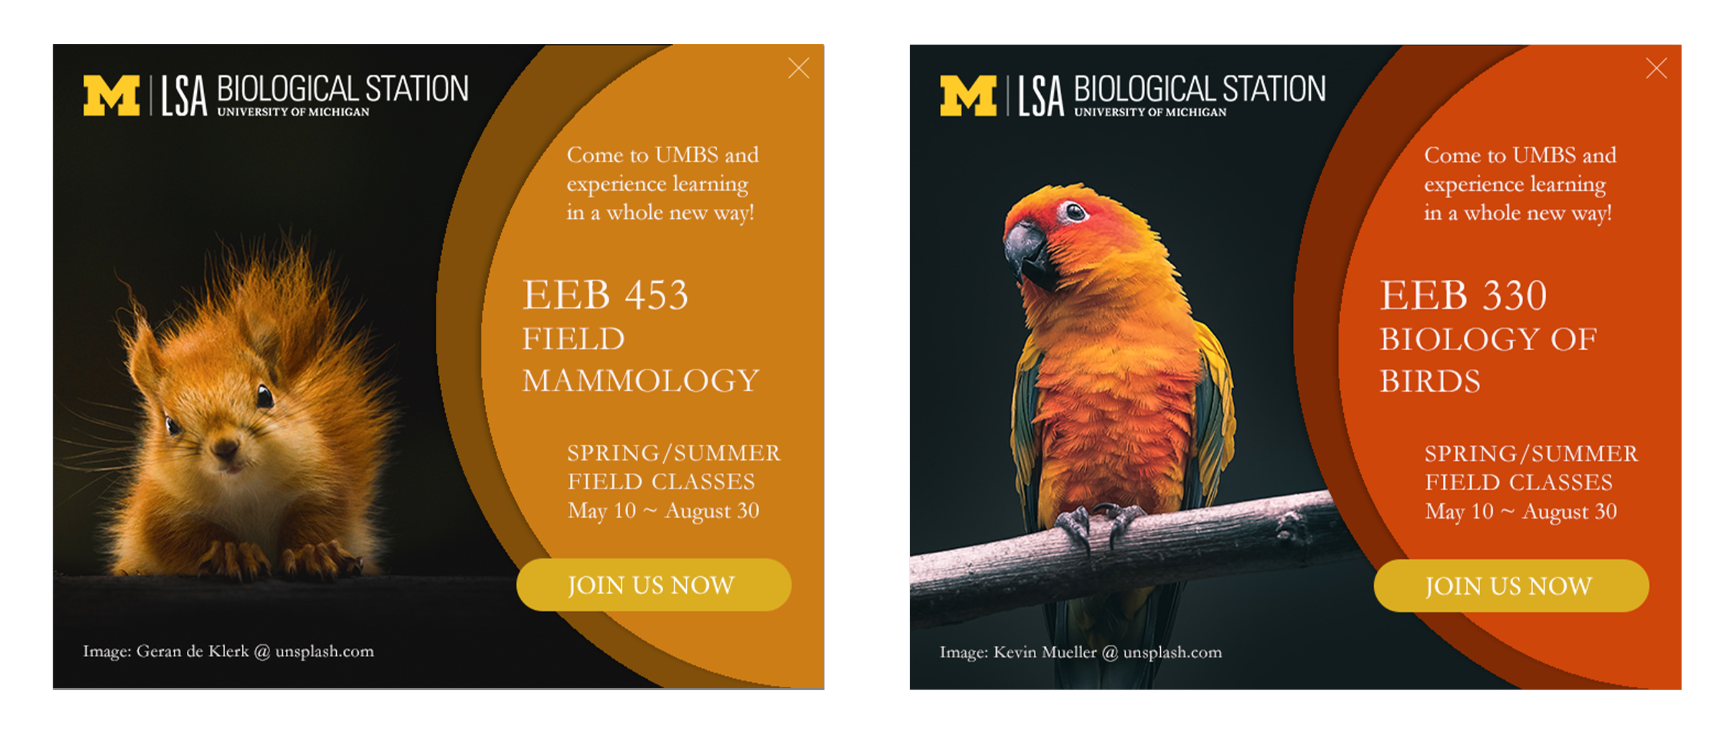 M | LSA BIOLOGICAL STATION
UNIVERSITY OF MICHIGAN
Come to UMBS and
experience learning
in a whole new way!
EEB 453
FIELD
MAMMOLOGY
SPRING/SUMMER
FIELD CLASSES
May 10 ~ August 30
JOIN US NOW
Image: Geran de Klerk @ unsplash.com
M | LSA BIOLOGICAL STATION
UNIVERSITY OF MICHIGAN
Come to UMBS and
experience learning
in a whole new way!
EEB 330
BIOLOGY OF
BIRDS
SPRING/SUMMER
FIELD CLASSES
May 10 ~ August 30
JOIN US NOW
Image: Kevin Mueller @ unsplash.com